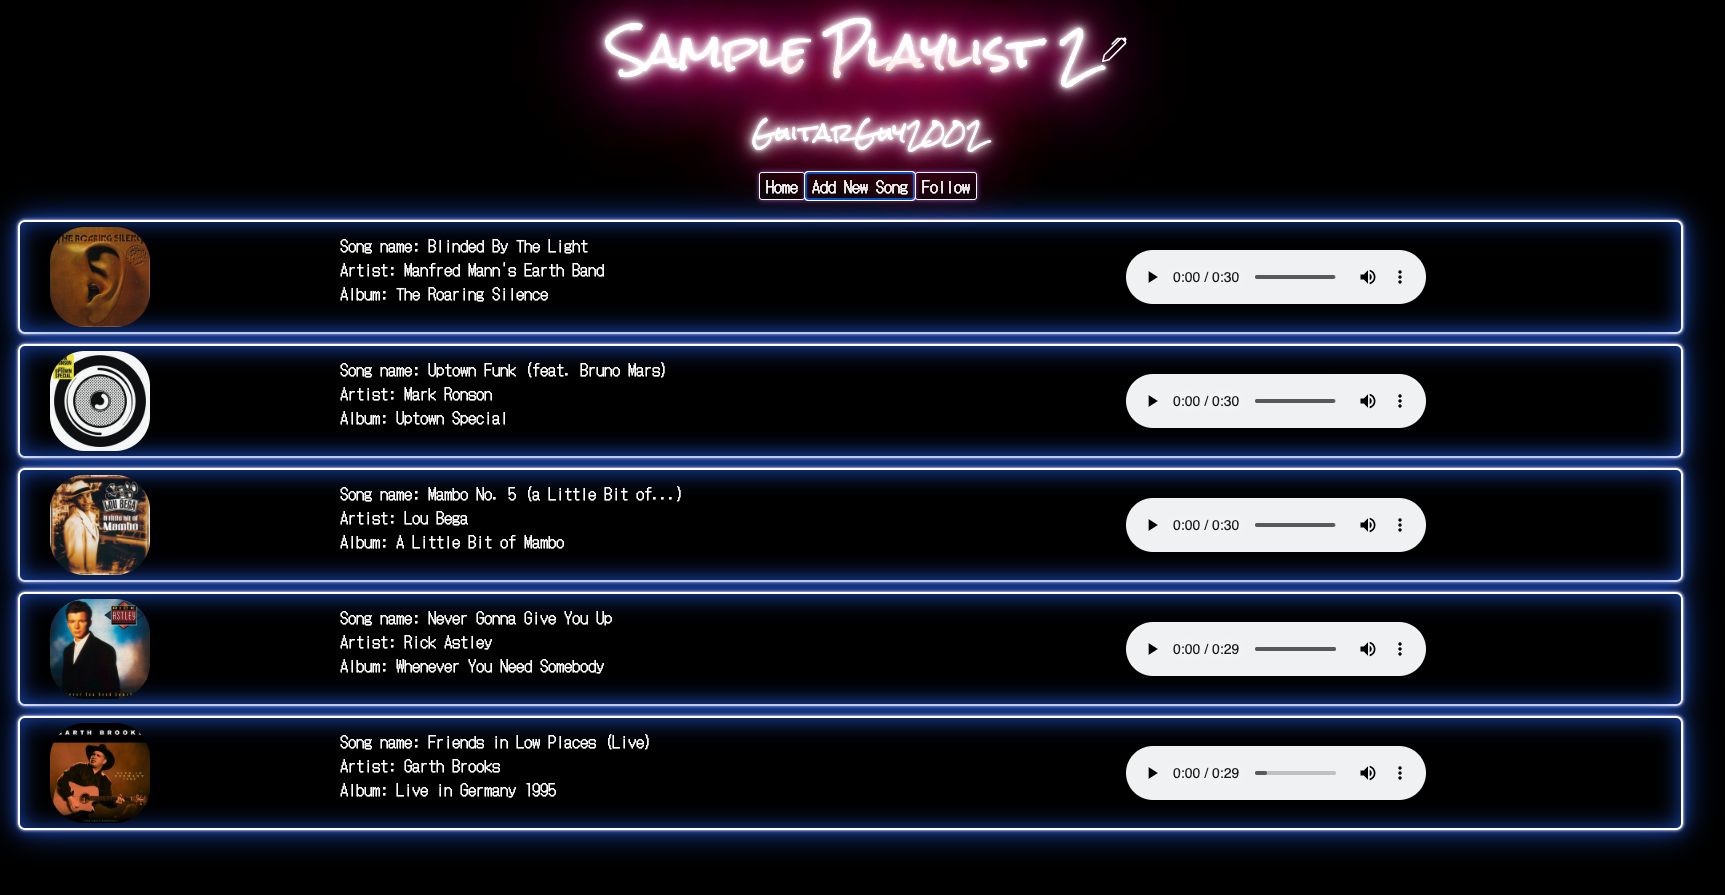 Sample Playlist 2
GuitarGuy2002
Home Add New Song Follow
THE ROARING SILENCE
Song name: Blinded By The Light
Artist: Manfred Mann's Earth Band
Album: The Roaring Silence
0:00 / 0:30
UPTOWN SPECIAL
Song name: Uptown Funk (feat. Bruno Mars)
Artist: Mark Ronson
Album: Uptown Special
0:00 / 0:30
LOU BEGA
A Little bit of
Mambo
Song name: Mambo No. 5 (a Little Bit of...)
Artist: Lou Bega
Album: A Little Bit of Mambo
0:00 / 0:30
ASTLEY
Song name: Never Gonna Give You Up
Artist: Rick Astley
Album: Whenever You Need Somebody
0:00 / 0:29
GARTH BROOKS
Song name: Friends in Low Places (Live)
Artist: Garth Brooks
Album: Live in Germany 1995
0:00 / 0:29